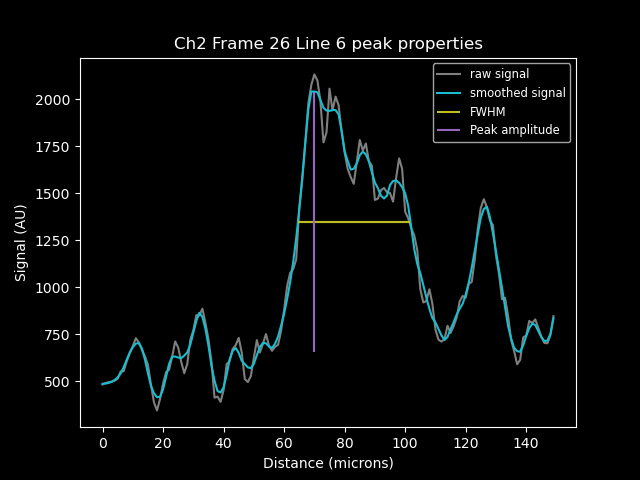 Ch2 Frame 26 Line 6 peak properties
raw signal
smoothed signal
FWHM
Peak amplitude
Signal (AU)
2000
1750
1500
1250
1000
750
500
0 20 40 60 80 100 120 140
Distance (microns)